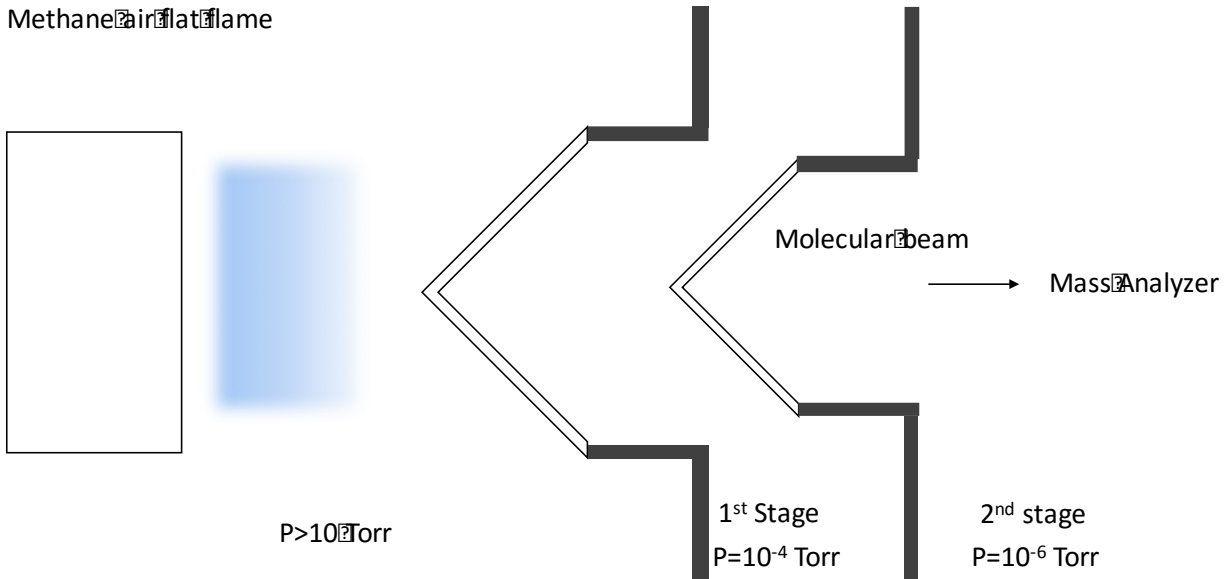 Methane�air�flat�flame
Molecular�beam
Mass�Analyzer
P>10�Torr
1st Stage
P=10-4 Torr
2nd stage
P=10-6 Torr